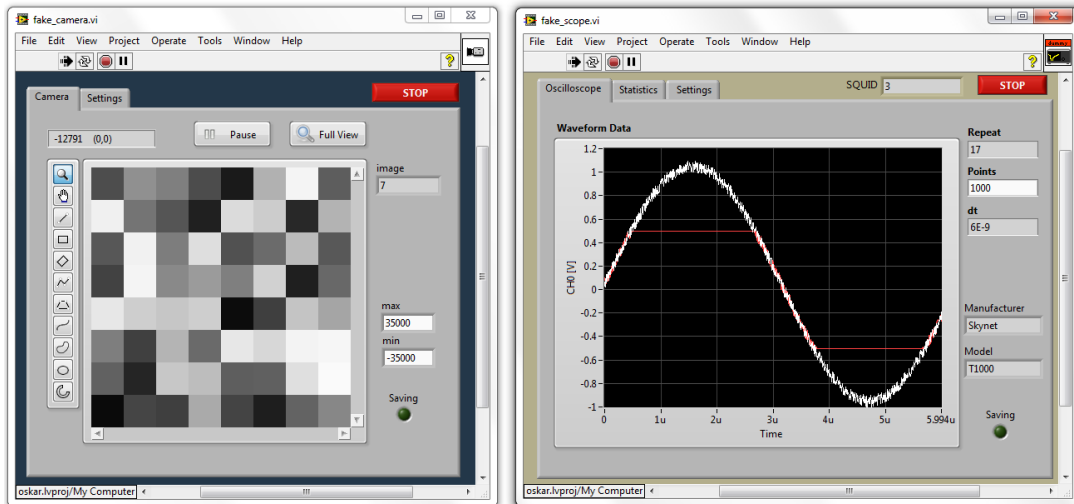 fake_camera.vi
File Edit View Project Operate Tools Window Help
Camera
Settings
STOP
-12791 (0,0)
Pause
Full View
image
7
max
35000
min
-35000
Saving
oskar.lvproj/My Computer
fake_scope.vi
File Edit View Project Operate Tools Window Help
Oscilloscope
Statistics
Settings
SQUID 3
STOP
Waveform Data
CH0 [V]
1.2
1
0.8
0.6
0.4
0.2
0
-0.2
-0.4
-0.6
-0.8
-1
0 1u 2u 3u 4u 5u 5.994u
Time
Repeat
17
Points
1000
dt
6E-9
Manufacturer
Skynet
Model
T1000
Saving
oskar.lvproj/My Computer